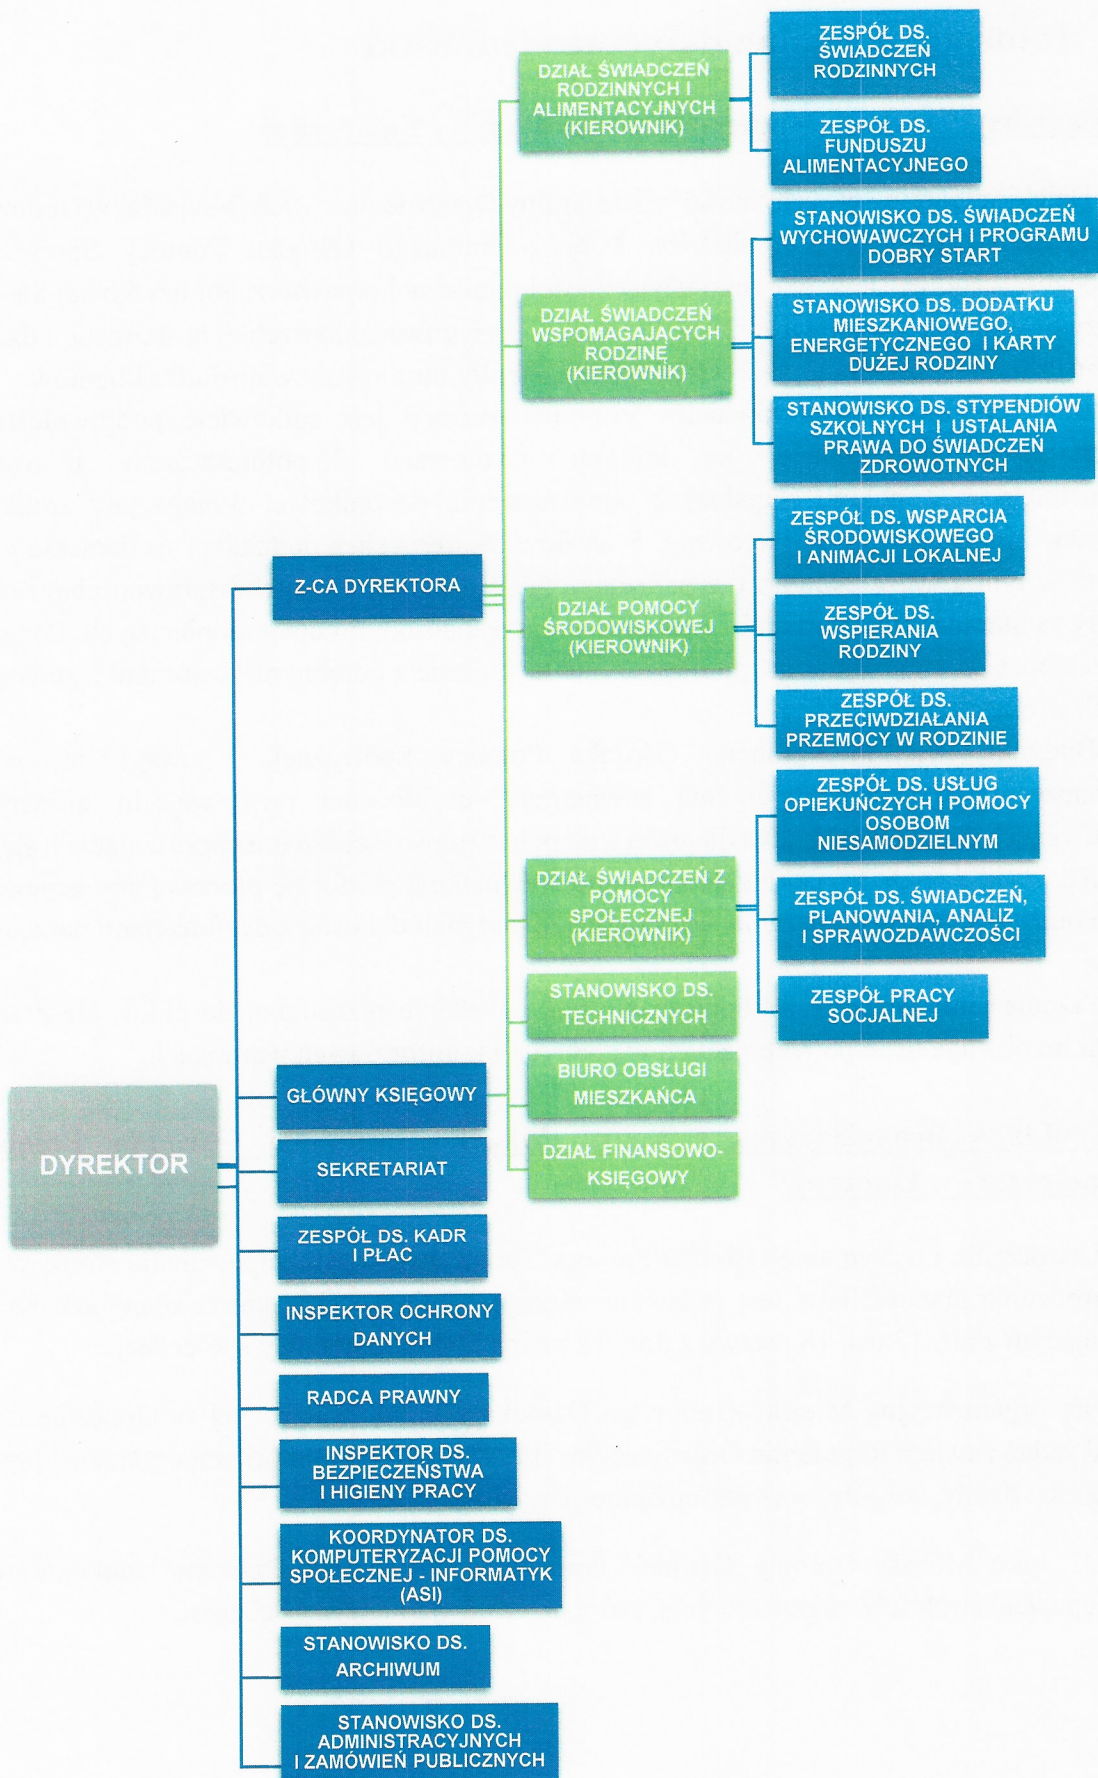 DYREKTOR
Z-CA DYREKTORA
DZIAŁ ŚWIADCZEŃ
RODZINNYCH I
ALIMENTACYJNYCH
(KIEROWNIK)
ZESPÓŁ DS.
ŚWIADCZEŃ
RODZINNYCH
ZESPÓŁ DS.
FUNDUSZU
ALIMENTACYJNEGO
DZIAŁ ŚWIADCZEŃ
WSPOMAGAJĄCYCH
RODZINĘ
(KIEROWNIK)
STANOWISKO DS. ŚWIADCZEŃ
WYCHOWAWCZYCH I PROGRAMU
DOBRY START
STANOWISKO DS. DODATKU
MIESZKANIOWEGO,
ENERGETYCZNEGO I KARTY
DUŻEJ RODZINY
STANOWISKO DS. STYPENDIÓW
SZKOLNYCH I USTALANIA
PRAWA DO ŚWIADCZEŃ
ZDROWOTNYCH
DZIAŁ POMOCY
ŚRODOWISKOWEJ
(KIEROWNIK)
ZESPÓŁ DS. WSPARCIA
ŚRODOWISKOWEGO
I ANIMACJI LOKALNEJ
ZESPÓŁ DS.
WSPIERANIA
RODZINY
ZESPÓŁ DS.
PRZECIWDZIAŁANIA
PRZEMOCY W RODZINIE
DZIAŁ ŚWIADCZEŃ Z
POMOCY
SPOŁECZNEJ
(KIEROWNIK)
ZESPÓŁ DS. USŁUG
OPIEKUŃCZYCH I POMOCY
OSOBOM
NIESAMODZIELNYM
ZESPÓŁ DS. ŚWIADCZEŃ,
PLANOWANIA, ANALIZ
I SPRAWOZDAWCZOŚCI
ZESPÓŁ PRACY
SOCJALNEJ
STANOWISKO DS.
TECHNICZNYCH
BIURO OBSŁUGI
MIESZKAŃCA
GŁÓWNY KSIĘGOWY
DZIAŁ FINANSOWO-
KSIĘGOWY
SEKRETARIAT
ZESPÓŁ DS. KADR
I PŁAC
INSPEKTOR OCHRONY
DANYCH
RADCA PRAWNY
INSPEKTOR DS.
BEZPIECZEŃSTWA
I HIGIENY PRACY
KOORDYNATOR DS.
KOMPUTERYZACJI POMOCY
SPOŁECZNEJ - INFORMATYK
(ASI)
STANOWISKO DS.
ARCHIWUM
STANOWISKO DS.
ADMINISTRACYJNYCH
I ZAMÓWIEŃ PUBLICZNYCH